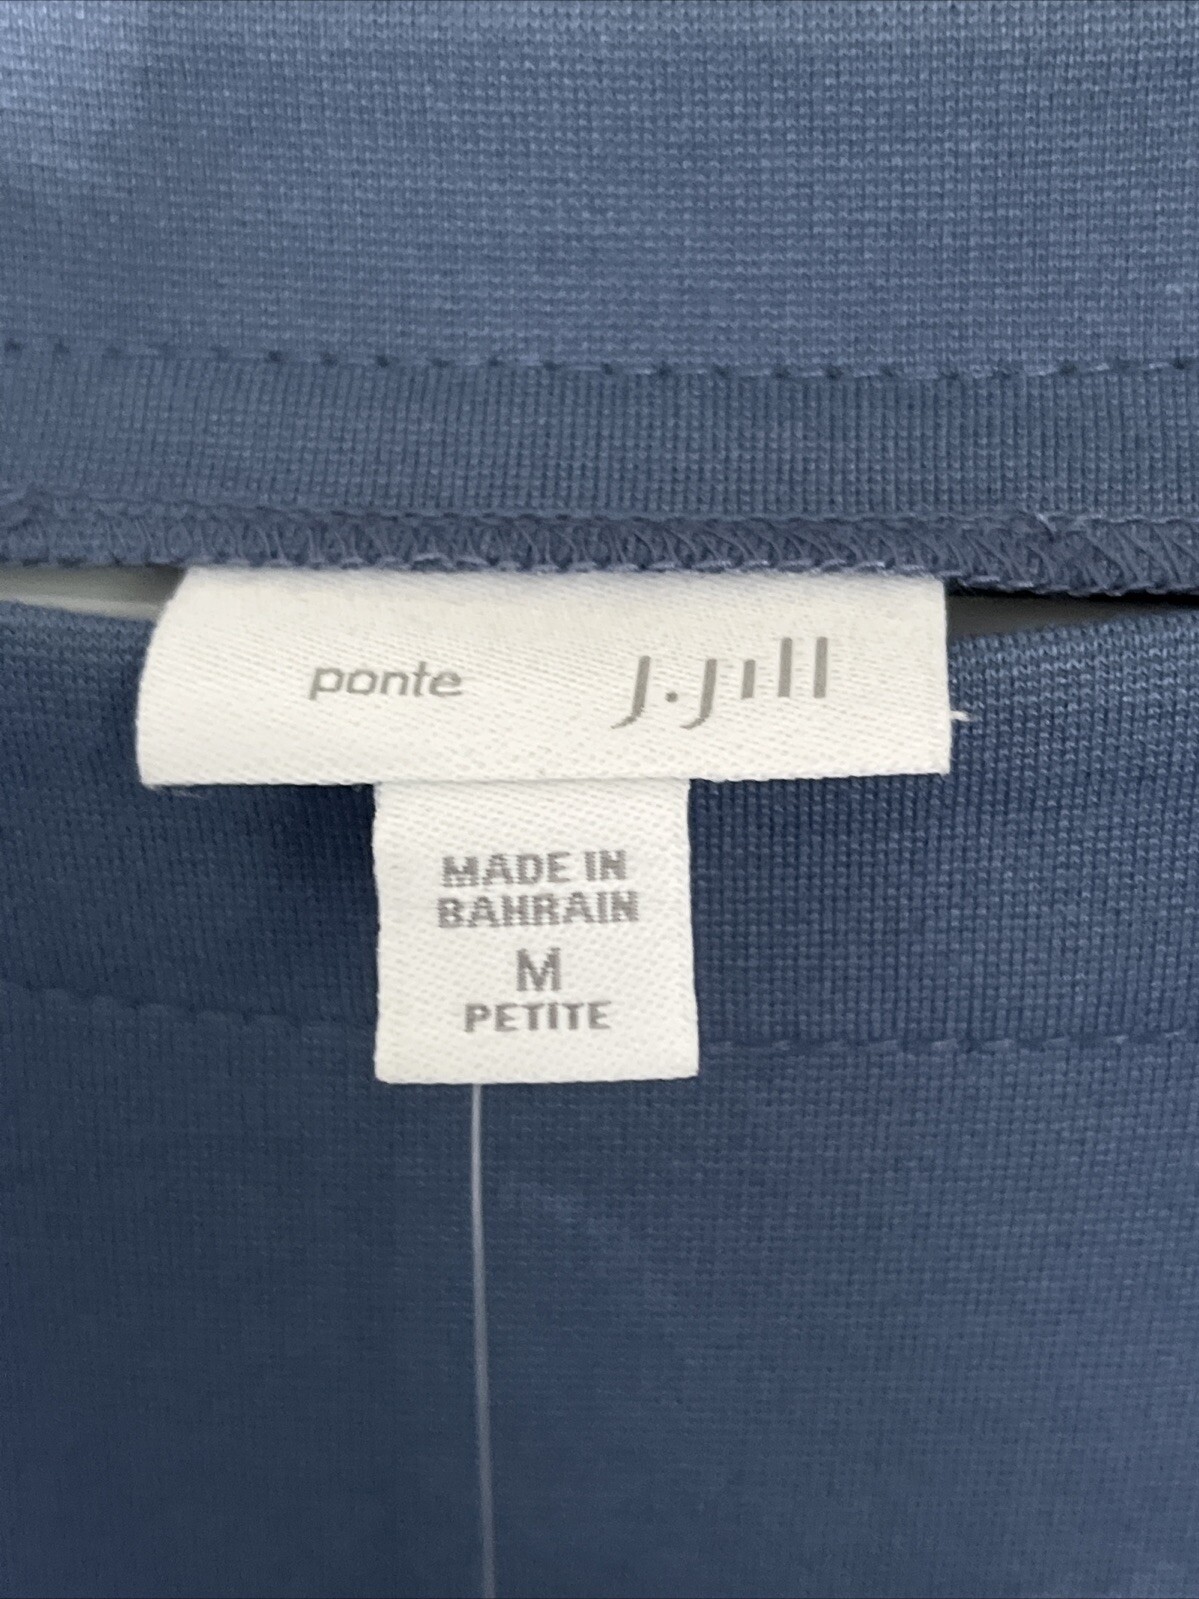 ponte J.Jill
MADE IN
BAHRAIN
M
PETITE